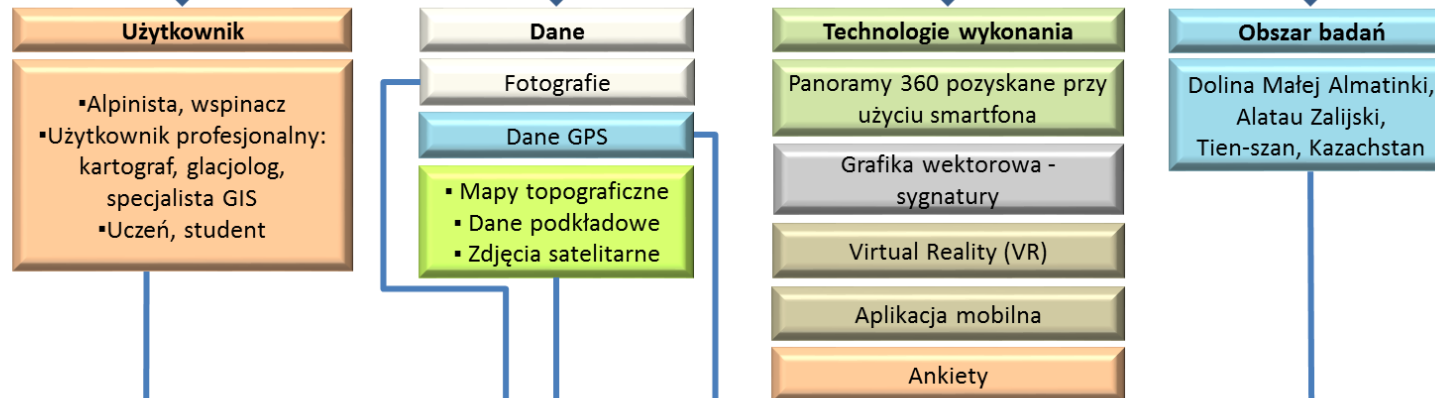 Użytkownik
▪Alpinista, wspinacz
▪Użytkownik profesjonalny:
kartograf, glacjolog,
specjalista GIS
▪Uczeń, student
Dane
Fotografie
Dane GPS
▪ Mapy topograficzne
▪ Dane podkładowe
▪ Zdjęcia satelitarne
Technologie wykonania
Panoramy 360 pozyskane przy
użyciu smartfona
Grafika wektorowa -
sygnatury
Virtual Reality (VR)
Aplikacja mobilna
Ankiety
Obszar badań
Dolina Małej Almatinki,
Alatau Zalijski,
Tien-szan, Kazachstan